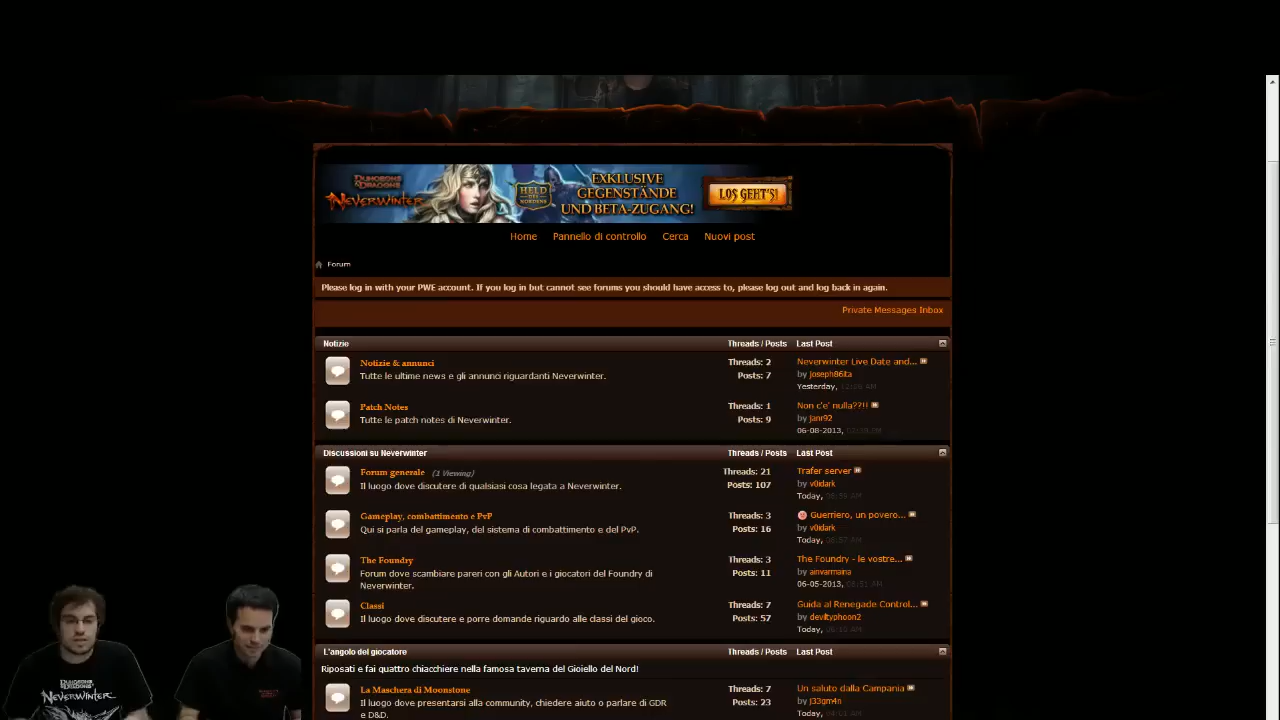 DUNGEONS & DRAGONS
NEVERWINTER
HELD DES NORDENS
EXKLUSIVE
GEGENSTÄNDE
UND BETA-ZUGANG!
LOS GEHT'S!
Home Pannello di controllo Cerca Nuovi post
Forum
Please log in with your PWE account. If you log in but cannot see forums you should have access to, please log out and log back in again.
Private Messages Inbox
Notizie Threads / Posts Last Post
Notizie & annunci Threads: 2 Neverwinter Live Date and...
Tutte le ultime news e gli annunci riguardanti Neverwinter. Posts: 7 by joseph86ita
Yesterday,
Patch Notes Threads: 1 Non c'e' nulla??!!
Tutte le patch notes di Neverwinter. Posts: 9 by janr92
06-08-2013,
Discussioni su Neverwinter Threads / Posts Last Post
Forum generale (1 Viewing) Threads: 21 Trafer server
Il luogo dove discutere di qualsiasi cosa legata a Neverwinter. Posts: 107 by v0idark
Today, 06:59 AM
Gameplay, combattimento e PvP Threads: 3 Guerriero, un povero...
Qui si parla del gameplay, del sistema di combattimento e del PvP. Posts: 16 by v0idark
Today, 06:57 AM
The Foundry Threads: 3 The Foundry - le vostre...
Forum dove scambiare pareri con gli Autori e i giocatori del Foundry di Posts: 11 by ainvarmaina
Neverwinter. 06-05-2013,
Classi Threads: 7 Guida al Renegade Control...
Il luogo dove discutere e porre domande riguardo alle classi del gioco. Posts: 57 by deviltyphoon2
Today,
L'angolo del giocatore Threads / Posts Last Post
Riposati e fai quattro chiacchiere nella famosa taverna del Gioiello del Nord!
La Maschera di Moonstone Threads: 7 Un saluto dalla Campania
Il luogo dove presentarsi alla community, chiedere aiuto o parlare di GDR Posts: 23 by j33gm4n
e D&D. Today,
DUNGEONS & DRAGONS
NEVERWINTER